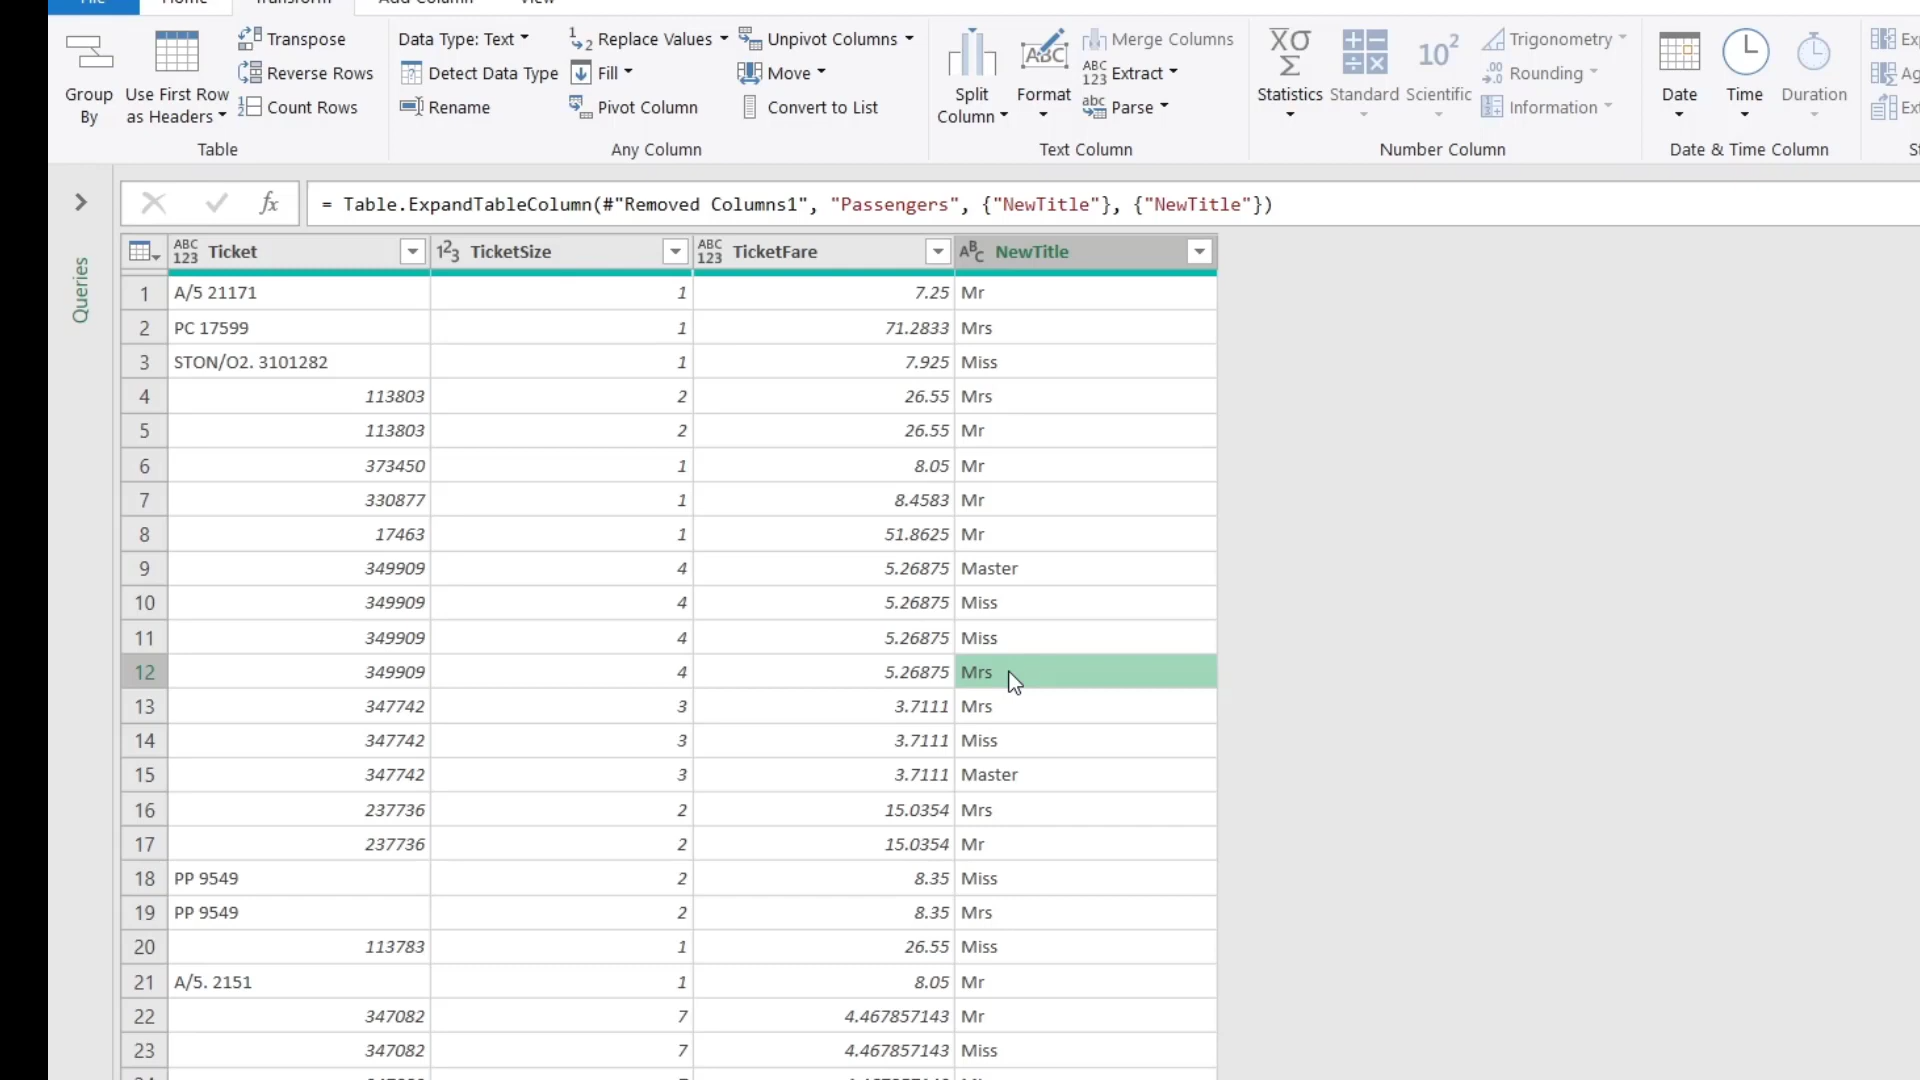 File Home Transform Add Column View
Group By
Use First Row as Headers
Transpose
Reverse Rows
Count Rows
Table
Data Type: Text
Detect Data Type
Rename
Replace Values
Fill
Pivot Column
Unpivot Columns
Move
Convert to List
Any Column
Split Column
Format
Merge Columns
Extract
Parse
Text Column
Statistics
Standard
Scientific
Trigonometry
Rounding
Information
Number Column
Date
Time
Duration
Date & Time Column
Queries
= Table.ExpandTableColumn(#"Removed Columns1", "Passengers", {"NewTitle"}, {"NewTitle"})
Ticket TicketSize TicketFare NewTitle
1 A/5 21171 1 7.25 Mr
2 PC 17599 1 71.2833 Mrs
3 STON/O2. 3101282 1 7.925 Miss
4 113803 2 26.55 Mrs
5 113803 2 26.55 Mr
6 373450 1 8.05 Mr
7 330877 1 8.4583 Mr
8 17463 1 51.8625 Mr
9 349909 4 5.26875 Master
10 349909 4 5.26875 Miss
11 349909 4 5.26875 Miss
12 349909 4 5.26875 Mrs
13 347742 3 3.7111 Mrs
14 347742 3 3.7111 Miss
15 347742 3 3.7111 Master
16 237736 2 15.0354 Mrs
17 237736 2 15.0354 Mr
18 PP 9549 2 8.35 Miss
19 PP 9549 2 8.35 Mrs
20 113783 1 26.55 Miss
21 A/5. 2151 1 8.05 Mr
22 347082 7 4.467857143 Mr
23 347082 7 4.467857143 Miss